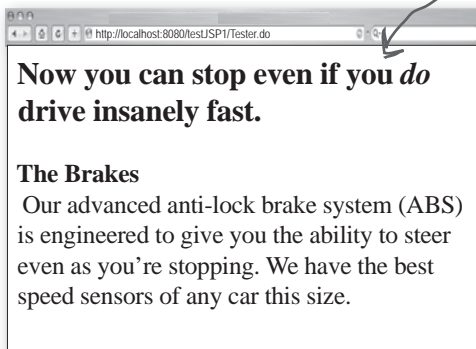 http://localhost:8080/testJSP1/Tester.do
Now you can stop even if you do
drive insanely fast.
The Brakes
Our advanced anti-lock brake system (ABS)
is engineered to give you the ability to steer
even as you’re stopping. We have the best
speed sensors of any car this size.